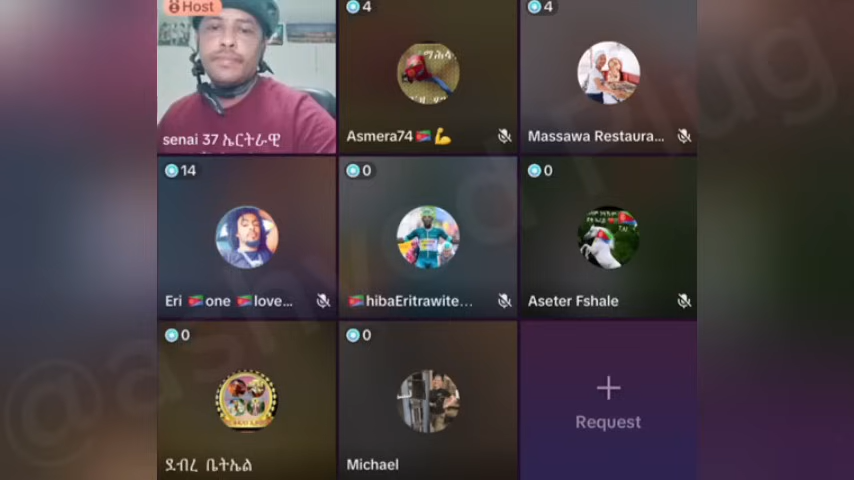 Host
4
4
senai 37 ኤርትራዊ
Asmera74 🇪🇷💪
Massawa Restaura...
14
0
0
Eri 🇪🇷one 🇪🇷love...
🇪🇷hibaEritrawite...
Aseter Fshale
0
0
ደብረ ቤትኤል
Michael
Request